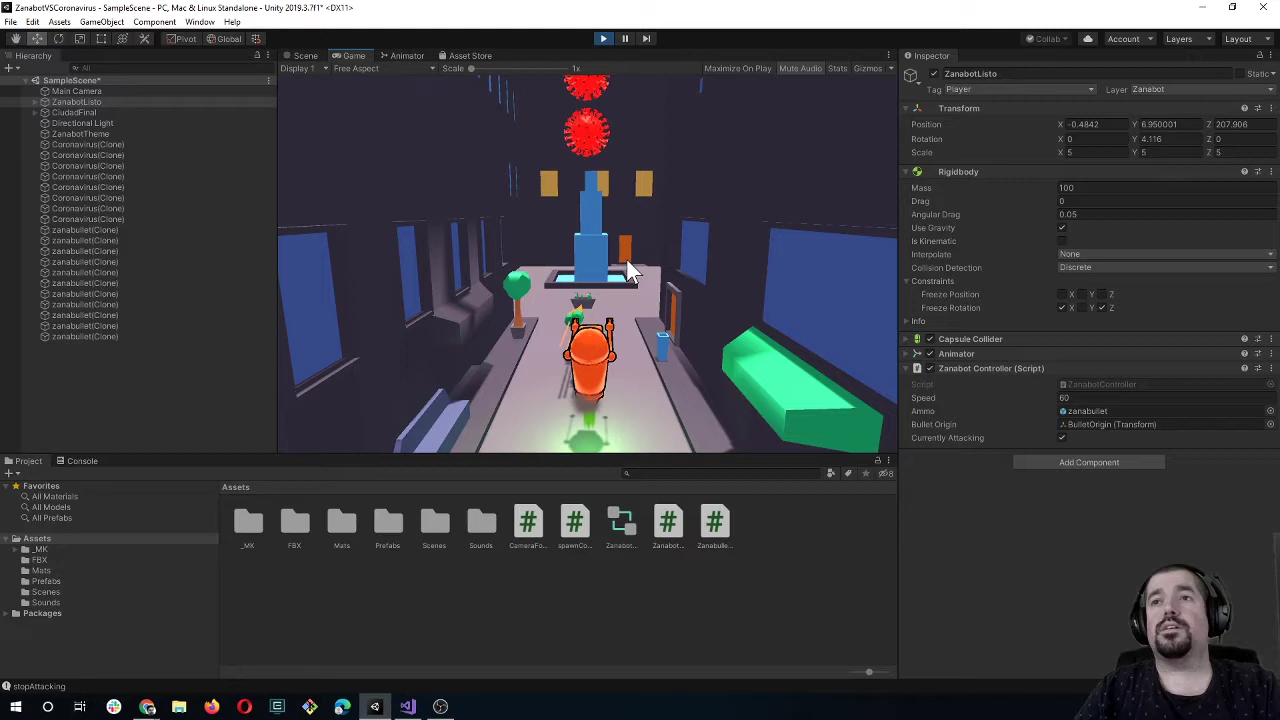 ZanabotVSCoronavirus - SampleScene - PC, Mac & Linux Standalone - Unity 2019.3.7f1* <DX11>
File Edit Assets GameObject Component Window Help
Pivot Global Collab Account Layers Layout
Hierarchy
All
SampleScene*
Main Camera
ZanabotListo
CiudadFinal
Directional Light
ZanabotTheme
Coronavirus(Clone)
Coronavirus(Clone)
Coronavirus(Clone)
Coronavirus(Clone)
Coronavirus(Clone)
Coronavirus(Clone)
Coronavirus(Clone)
Coronavirus(Clone)
zanabullet(Clone)
zanabullet(Clone)
zanabullet(Clone)
zanabullet(Clone)
zanabullet(Clone)
zanabullet(Clone)
zanabullet(Clone)
zanabullet(Clone)
zanabullet(Clone)
zanabullet(Clone)
zanabullet(Clone)
Scene Game Animator Asset Store
Display 1 Free Aspect Scale 1x Maximize On Play Mute Audio Stats Gizmos
Inspector
ZanabotListo Static
Tag Player Layer Zanabot
Transform
Position X -0.4842 Y 6.950001 Z 207.906
Rotation X 0 Y 4.116 Z 0
Scale X 5 Y 5 Z 5
Rigidbody
Mass 100
Drag 0
Angular Drag 0.05
Use Gravity
Is Kinematic
Interpolate None
Collision Detection Discrete
Constraints
Freeze Position X Y Z
Freeze Rotation X Y Z
Info
Capsule Collider
Animator
Zanabot Controller (Script)
Script ZanabotController
Speed 60
Ammo zanabullet
Bullet Origin BulletOrigin (Transform)
Currently Attacking
Add Component
Project Console
8
Favorites
All Materials
All Models
All Prefabs
Assets
_MK
FBX
Mats
Prefabs
Scenes
Sounds
Packages
Assets
_MK FBX Mats Prefabs Scenes Sounds CameraFo... spawnCo... Zanabot... Zanabot... Zanabulle...
stopAttacking